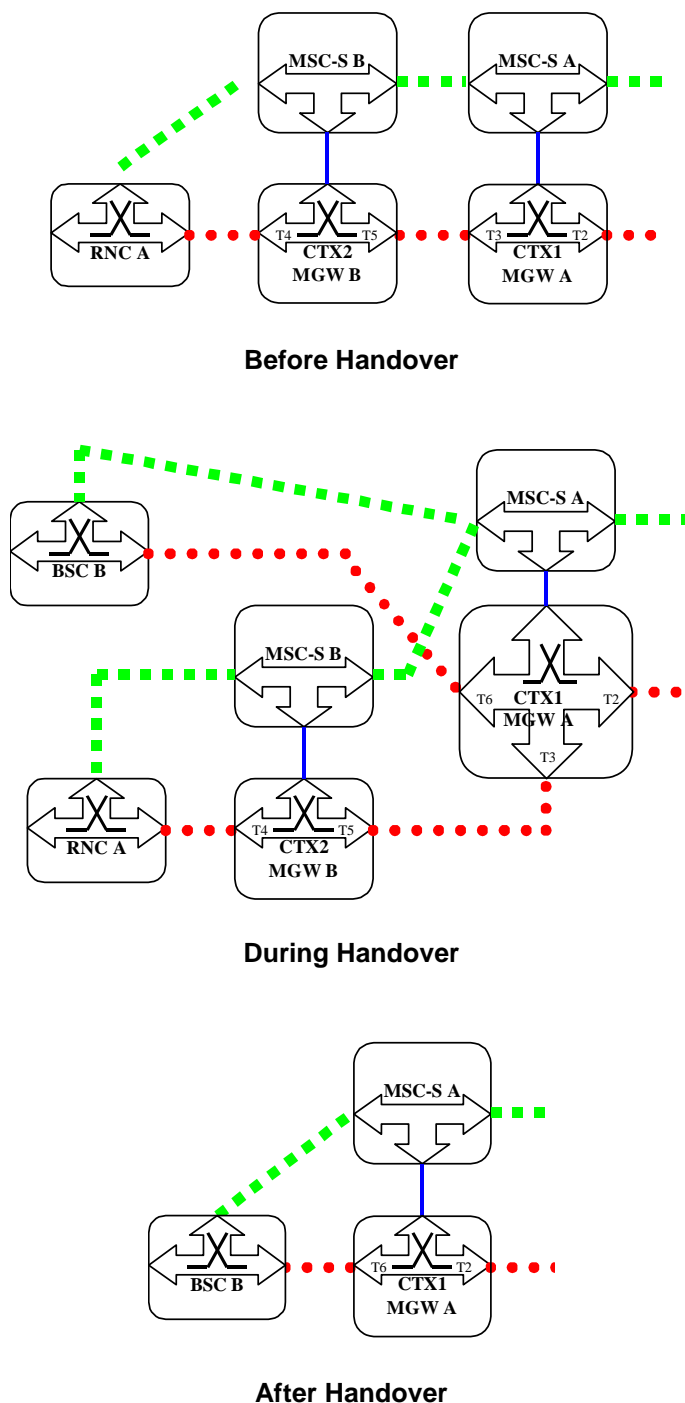 MSC-S B
MSC-S A
T4
T5
T3
T2
RNC A
CTX2
MGW B
CTX1
MGW A
Before Handover
MSC-S A
BSC B
MSC-S B
T6
CTX1
T2
MGW A
T3
T4
T5
RNC A
CTX2
MGW B
During Handover
MSC-S A
T6
T2
BSC B
CTX1
MGW A
After Handover